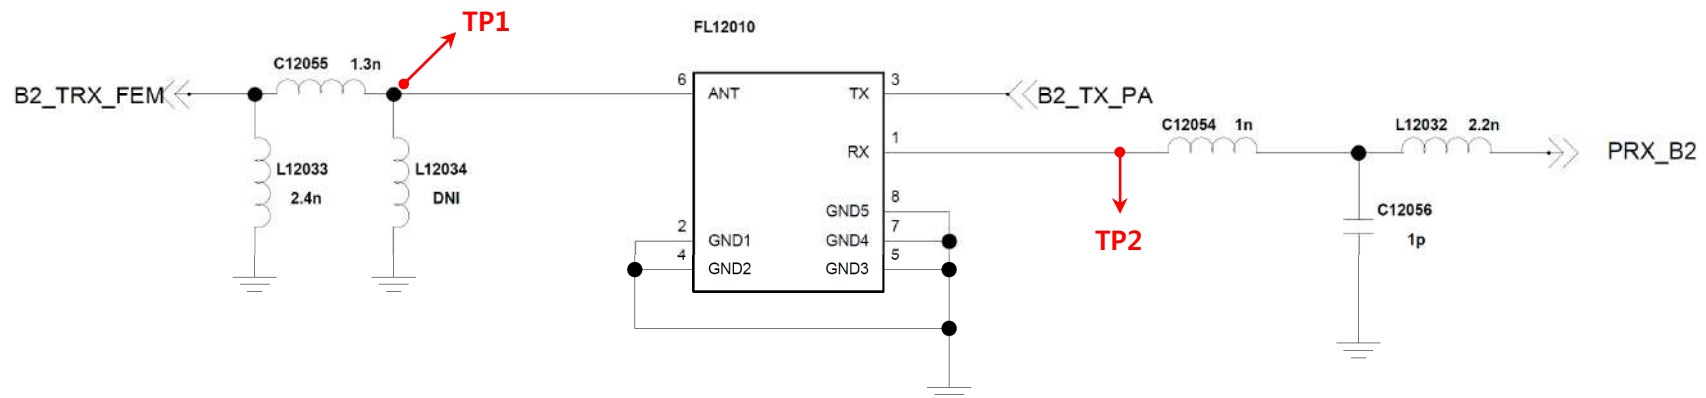 TP1
FL12010
C12055 1.3n
B2_TRX_FEM
6
ANT
TX
3
B2_TX_PA
C12054 1n
L12032 2.2n
1
RX
PRX_B2
L12033
2.4n
L12034
DNI
8
GND5
C12056
1p
2
GND1
GND4
7
TP2
4
GND2
GND3
5